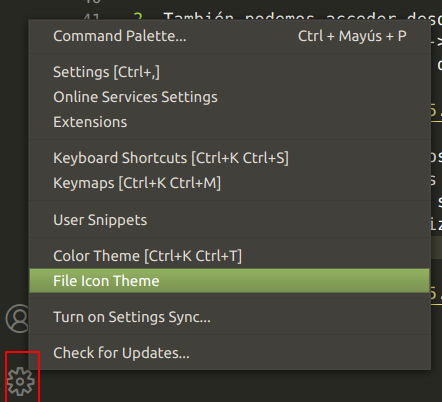 41 2. También podemos acceder desd
Command Palette... Ctrl + Mayús + P
Settings [Ctrl+,]
Online Services Settings
Extensions
Keyboard Shortcuts [Ctrl+K Ctrl+S]
Keymaps [Ctrl+K Ctrl+M]
User Snippets
Color Theme [Ctrl+K Ctrl+T]
File Icon Theme
Turn on Settings Sync...
Check for Updates...